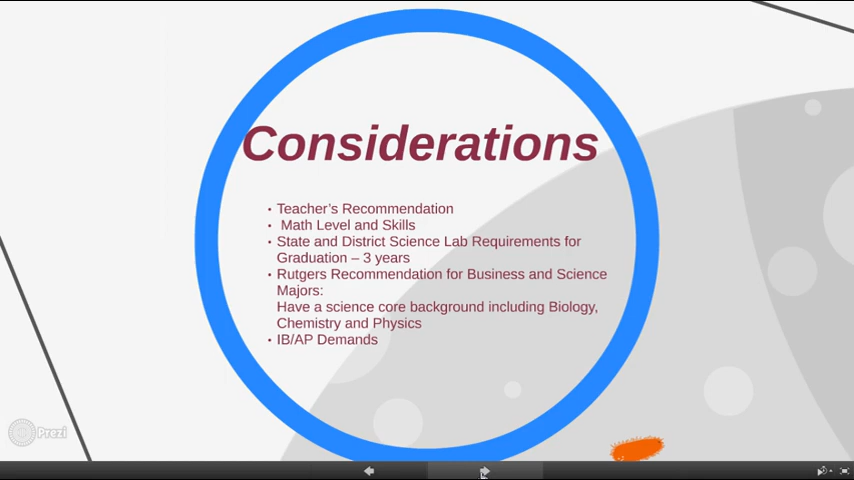 Considerations
• Teacher's Recommendation
• Math Level and Skills
• State and District Science Lab Requirements for
Graduation – 3 years
• Rutgers Recommendation for Business and Science
Majors:
Have a science core background including Biology,
Chemistry and Physics
• IB/AP Demands
Prezi